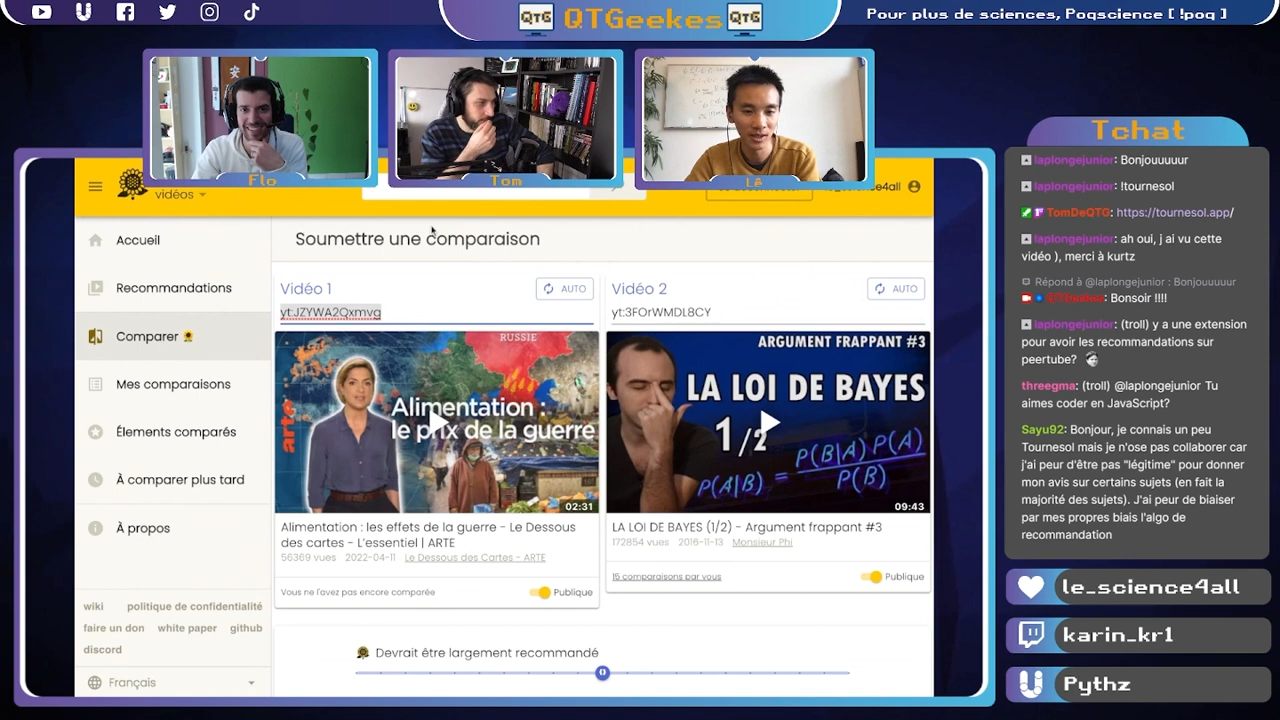 QTG QTGeekes QTG
Pour plus de sciences, Poqscience [ !poq ]
Flo
Tom
Lê
vidéos
Accueil
Recommandations
Comparer
Mes comparaisons
Élements comparés
À comparer plus tard
À propos
wiki politique de confidentialité
faire un don white paper github
discord
Français
Soumettre une comparaison
Vidéo 1
AUTO
yt:JZYWA2Qxmvg
RUSSIE
arte
Alimentation :
le prix de la guerre
02:31
Alimentation : les effets de la guerre - Le Dessous
des cartes - L'essentiel | ARTE
56369 vues 2022-04-11 Le Dessous des Cartes - ARTE
Vous ne l'avez pas encore comparée
Publique
Vidéo 2
AUTO
yt:3FOrWMDL8CY
ARGUMENT FRAPPANT #3
LA LOI DE BAYES
1/2
P(A|B) = P(B|A) P(A)
P(B)
09:43
LA LOI DE BAYES (1/2) - Argument frappant #3
172854 vues 2016-11-13 Monsieur Phi
15 comparaisons par vous
Publique
Devrait être largement recommandé
0
Tchat
laplongejunior: Bonjouuuuur
laplongejunior: !tournesol
TomDeQTG: https://tournesol.app/
laplongejunior: ah oui, j ai vu cette
vidéo ), merci à kurtz
Répond à @laplongejunior : Bonjouuuuur
: Bonsoir !!!!
laplongejunior: (troll) y a une extension
pour avoir les recommandations sur
peertube?
threegma: (troll) @laplongejunior Tu
aimes coder en JavaScript?
Sayu92: Bonjour, je connais un peu
Tournesol mais je n'ose pas collaborer car
j'ai peur d'être pas "légitime" pour donner
mon avis sur certains sujets (en fait la
majorité des sujets). J'ai peur de biaiser
par mes propres biais l'algo de
recommandation
le_science4all
karin_kr1
Pythz